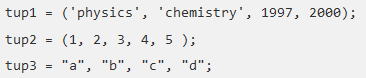 tup1 = ('physics', 'chemistry', 1997, 2000);
tup2 = (1, 2, 3, 4, 5 );
tup3 = "a", "b", "c", "d";